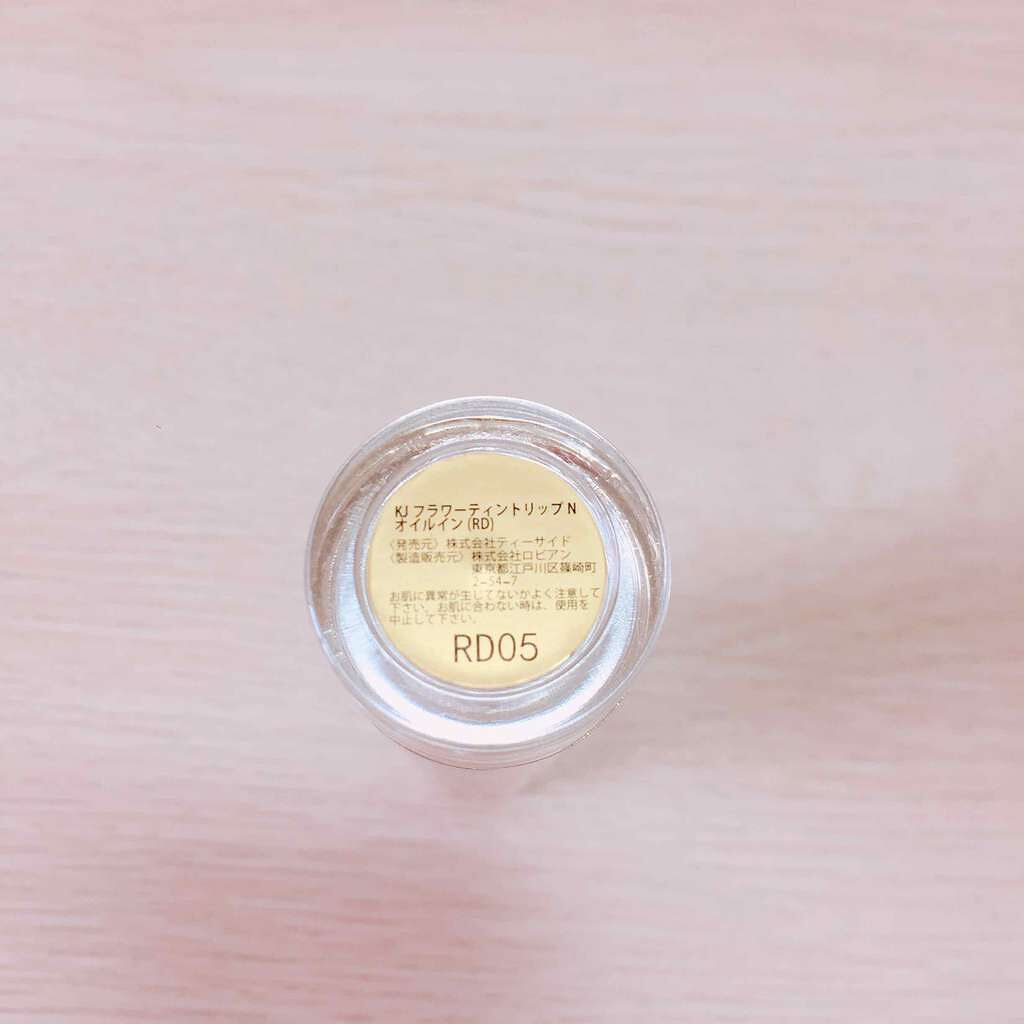 KJ フラワーティントリップ N
オイルイン (RD)
〈発売元〉株式会社ティーサイド
〈製造販売元〉株式会社ロビアン
東京都江戸川区篠崎町
2-54-7
お肌に異常が生してないかよく注意して
下さい。お肌に合わない時は、使用を
中止して下さい。
RD05